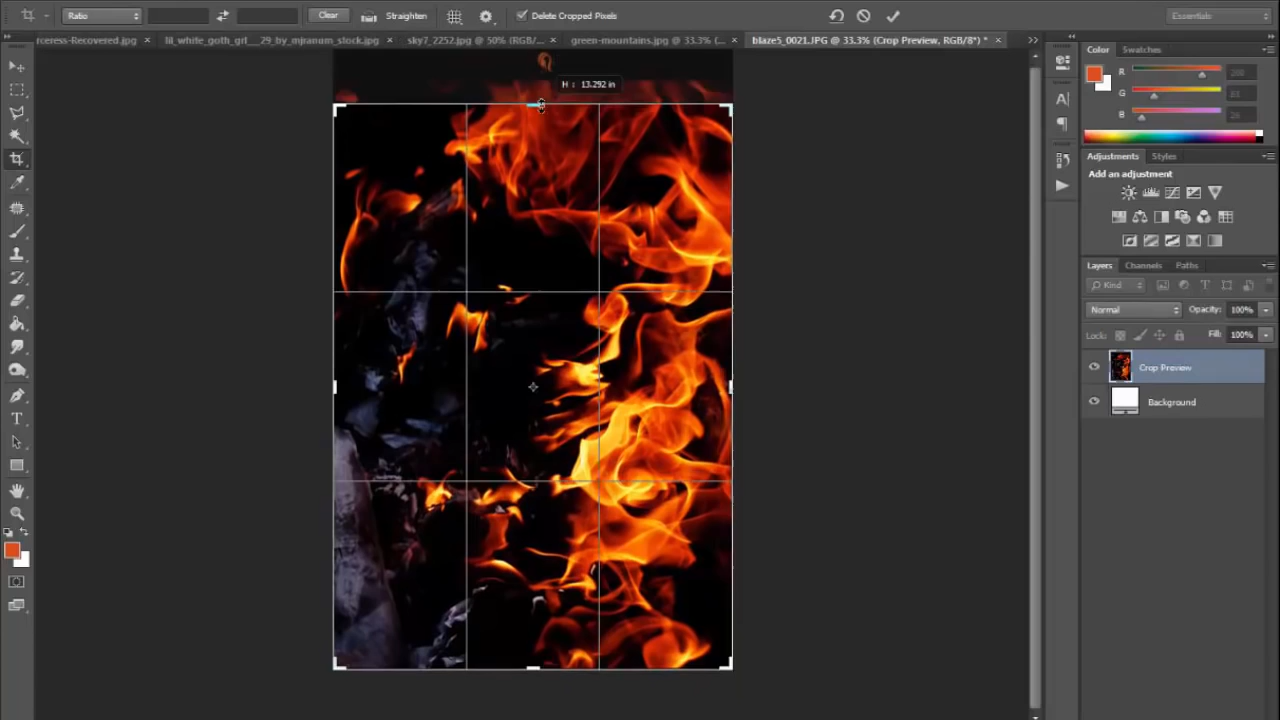 Ratio Clear Straighten Delete Cropped Pixels Essentials
rceress-Recovered.jpg lil_white_goth_grl__29_by_mjranum_stock.jpg sky7_2252.jpg @ 50% (RGB/... green-mountains.jpg @ 33.3% (... blaze5_0021.JPG @ 33.3% (Crop Preview, RGB/8*) *
H : 13.292 in
Color Swatches
R
G
B
Adjustments Styles
Add an adjustment
Layers Channels Paths
Kind
Normal Opacity: 100%
Lock: Fill: 100%
Crop Preview
Background